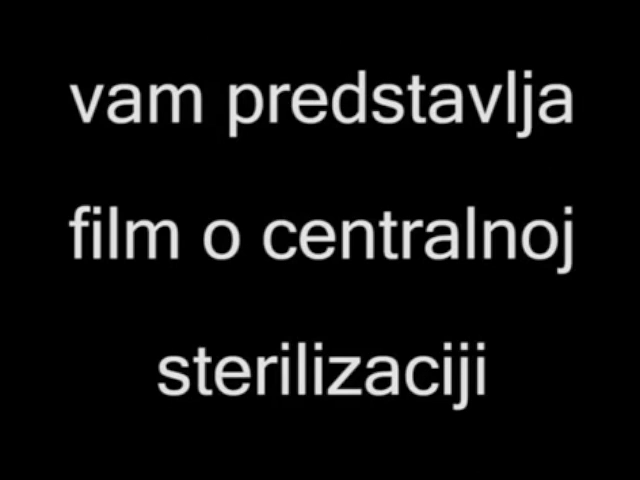 vam predstavlja
film o centralnoj
sterilizaciji